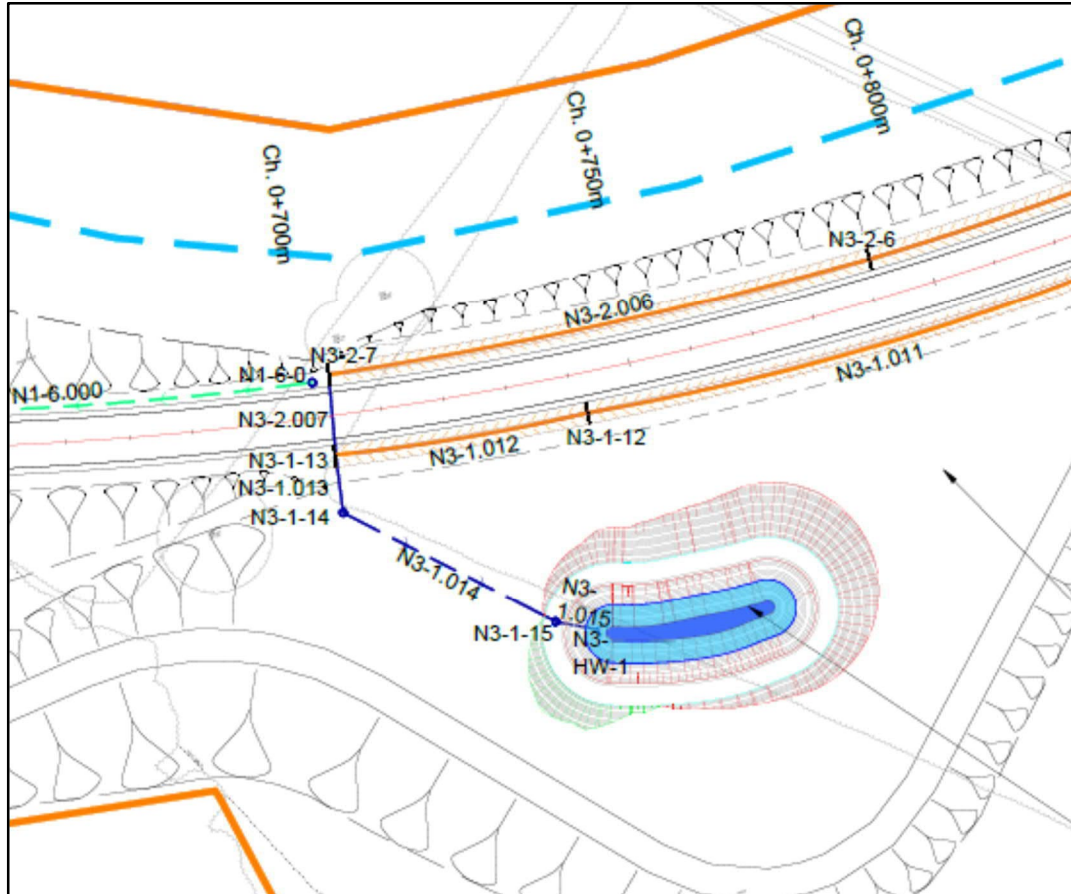 Ch. 0+800m
Ch. 0+750m
Ch. 0+700m
N3-2-6
N3-2.006
N3-2-7
N1-6-0
N1-6.000
N3-1.011
N3-2.007
N3-1-12
N3-1.012
N3-1-13
N3-1.013
N3-1-14
N3-1.014
N3-
1.015
N3-1-15
N3-
HW-1